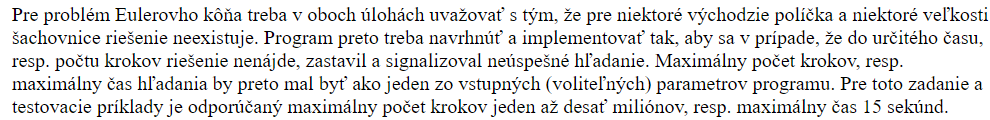 Pre problém Eulerovho kôňa treba v oboch úlohách uvažovať s tým, že pre niektoré východzie políčka a niektoré veľkosti
šachovnice riešenie neexistuje. Program preto treba navrhnúť a implementovať tak, aby sa v prípade, že do určitého času,
resp. počtu krokov riešenie nenájde, zastavil a signalizoval neúspešné hľadanie. Maximálny počet krokov, resp.
maximálny čas hľadania by preto mal byť ako jeden zo vstupných (voliteľných) parametrov programu. Pre toto zadanie a
testovacie príklady je odporúčaný maximálny počet krokov jeden až desať miliónov, resp. maximálny čas 15 sekúnd.